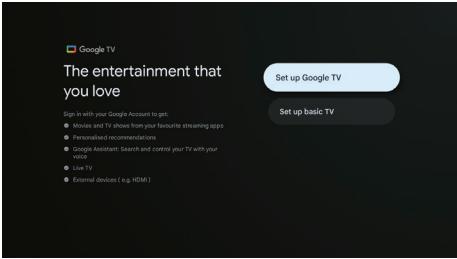 Google TV
The entertainment that
you love
Sign in with your Google Account to get:
Movies and TV shows from your favourite streaming apps
Personalised recommendations
Google Assistant: Search and control your TV with your
voice
Live TV
External devices ( e.g. HDMI )
Set up Google TV
Set up basic TV